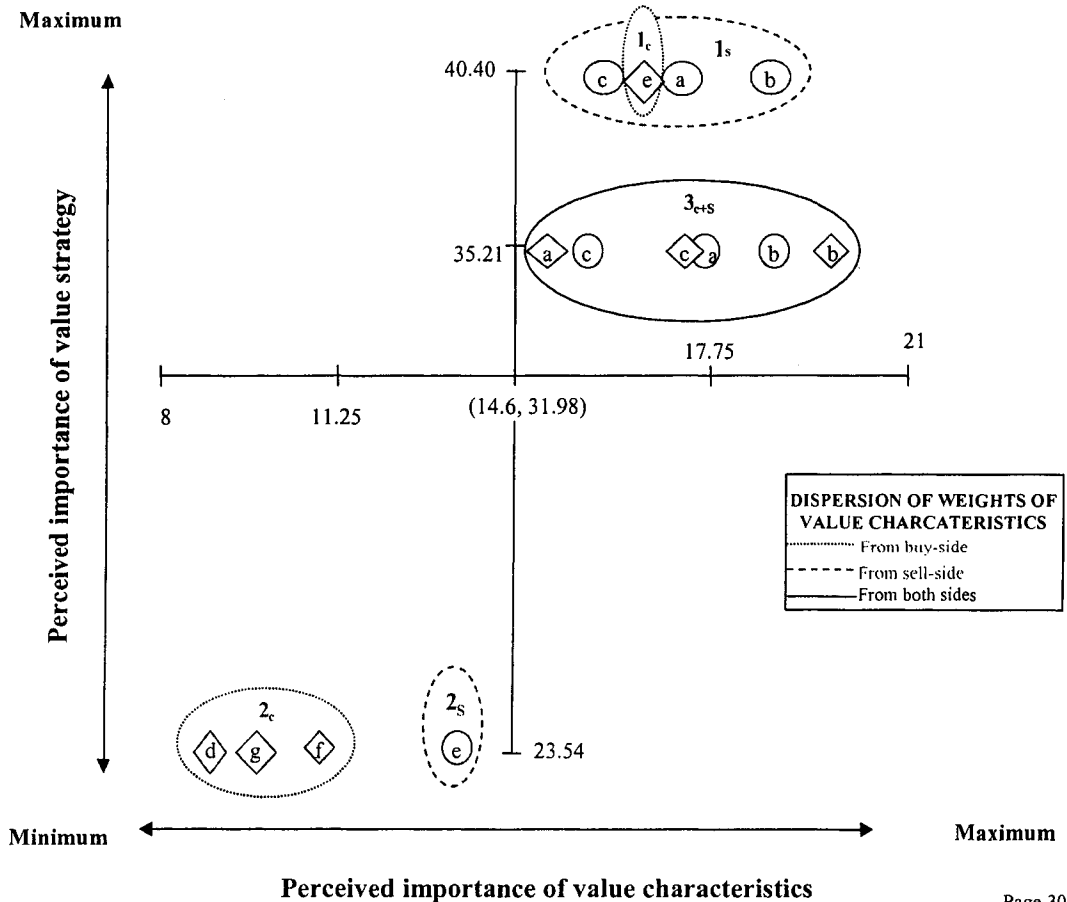 Maximum
1c 1s
40.40
c e a b
3c+S
35.21
a c c a b b
Perceived importance of value strategy
21
17.75
8
11.25
(14.6, 31.98)
DISPERSION OF WEIGHTS OF
VALUE CHARCATERISTICS
From buy-side
From sell-side
From both sides
2c 2S
d g f e
23.54
Minimum
Maximum
Perceived importance of value characteristics
Page 30